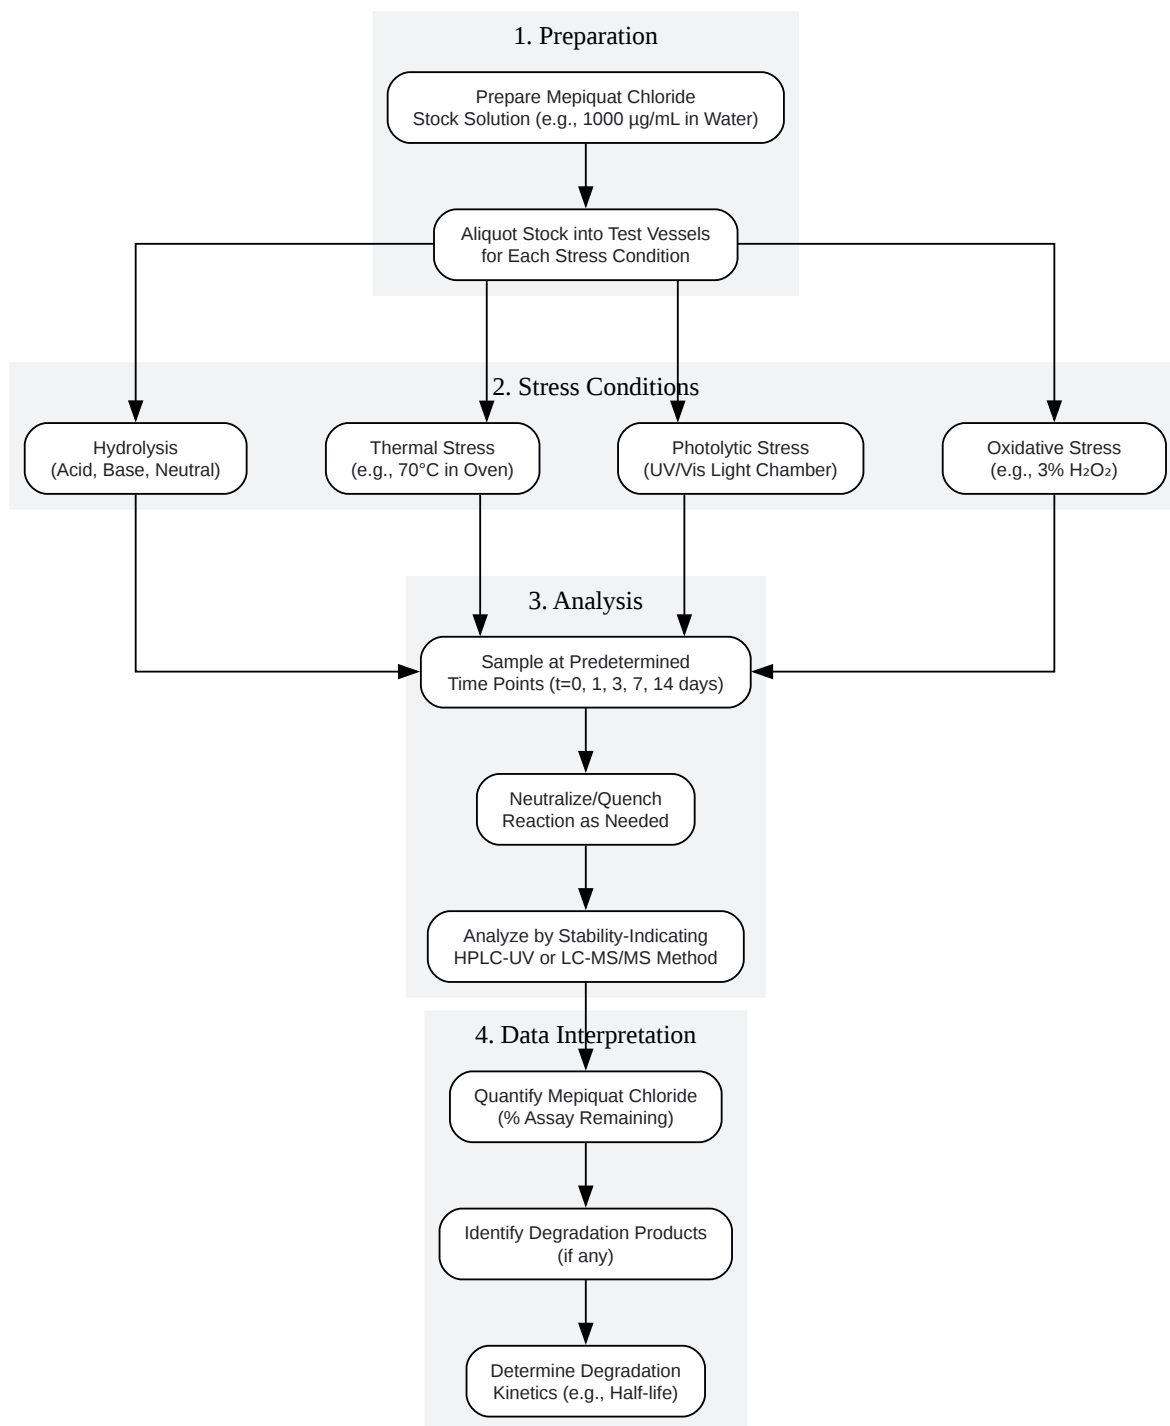 1. Preparation
Prepare Mepiquat Chloride
Stock Solution (e.g., 1000 µg/mL in Water)
Aliquot Stock into Test Vessels
for Each Stress Condition
2. Stress Conditions
Hydrolysis
(Acid, Base, Neutral)
Thermal Stress
(e.g., 70°C in Oven)
Photolytic Stress
(UV/Vis Light Chamber)
Oxidative Stress
(e.g., 3% H₂O₂)
3. Analysis
Sample at Predetermined
Time Points (t=0, 1, 3, 7, 14 days)
Neutralize/Quench
Reaction as Needed
Analyze by Stability-Indicating
HPLC-UV or LC-MS/MS Method
4. Data Interpretation
Quantify Mepiquat Chloride
(% Assay Remaining)
Identify Degradation Products
(if any)
Determine Degradation
Kinetics (e.g., Half-life)